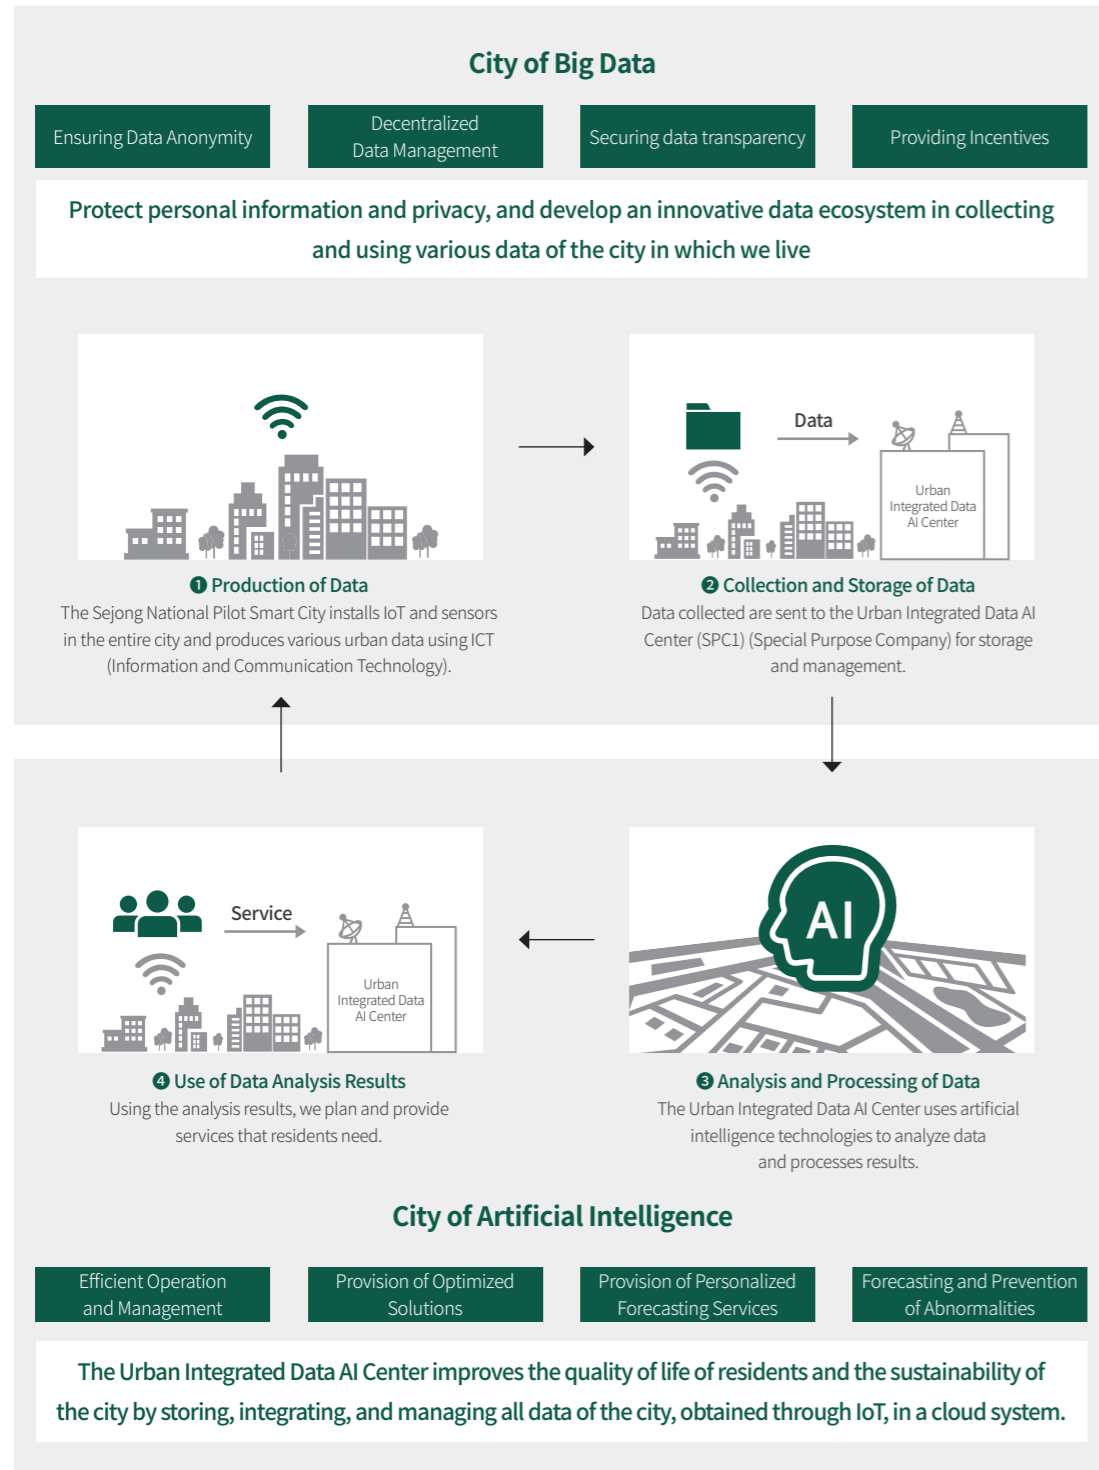 City of Big Data
Ensuring Data Anonymity
Decentralized
Data Management
Securing data transparency
Providing Incentives
Protect personal information and privacy, and develop an innovative data ecosystem in collecting
and using various data of the city in which we live
Data
Urban
Integrated Data
AI Center
❶ Production of Data
The Sejong National Pilot Smart City installs IoT and sensors
in the entire city and produces various urban data using ICT
(Information and Communication Technology).
❷ Collection and Storage of Data
Data collected are sent to the Urban Integrated Data AI
Center (SPC1) (Special Purpose Company) for storage
and management.
Service
Urban
Integrated Data
AI Center
AI
❹ Use of Data Analysis Results
Using the analysis results, we plan and provide
services that residents need.
❸ Analysis and Processing of Data
The Urban Integrated Data AI Center uses artificial
intelligence technologies to analyze data
and processes results.
City of Artificial Intelligence
Efficient Operation
and Management
Provision of Optimized
Solutions
Provision of Personalized
Forecasting Services
Forecasting and Prevention
of Abnormalities
The Urban Integrated Data AI Center improves the quality of life of residents and the sustainability of
the city by storing, integrating, and managing all data of the city, obtained through IoT, in a cloud system.